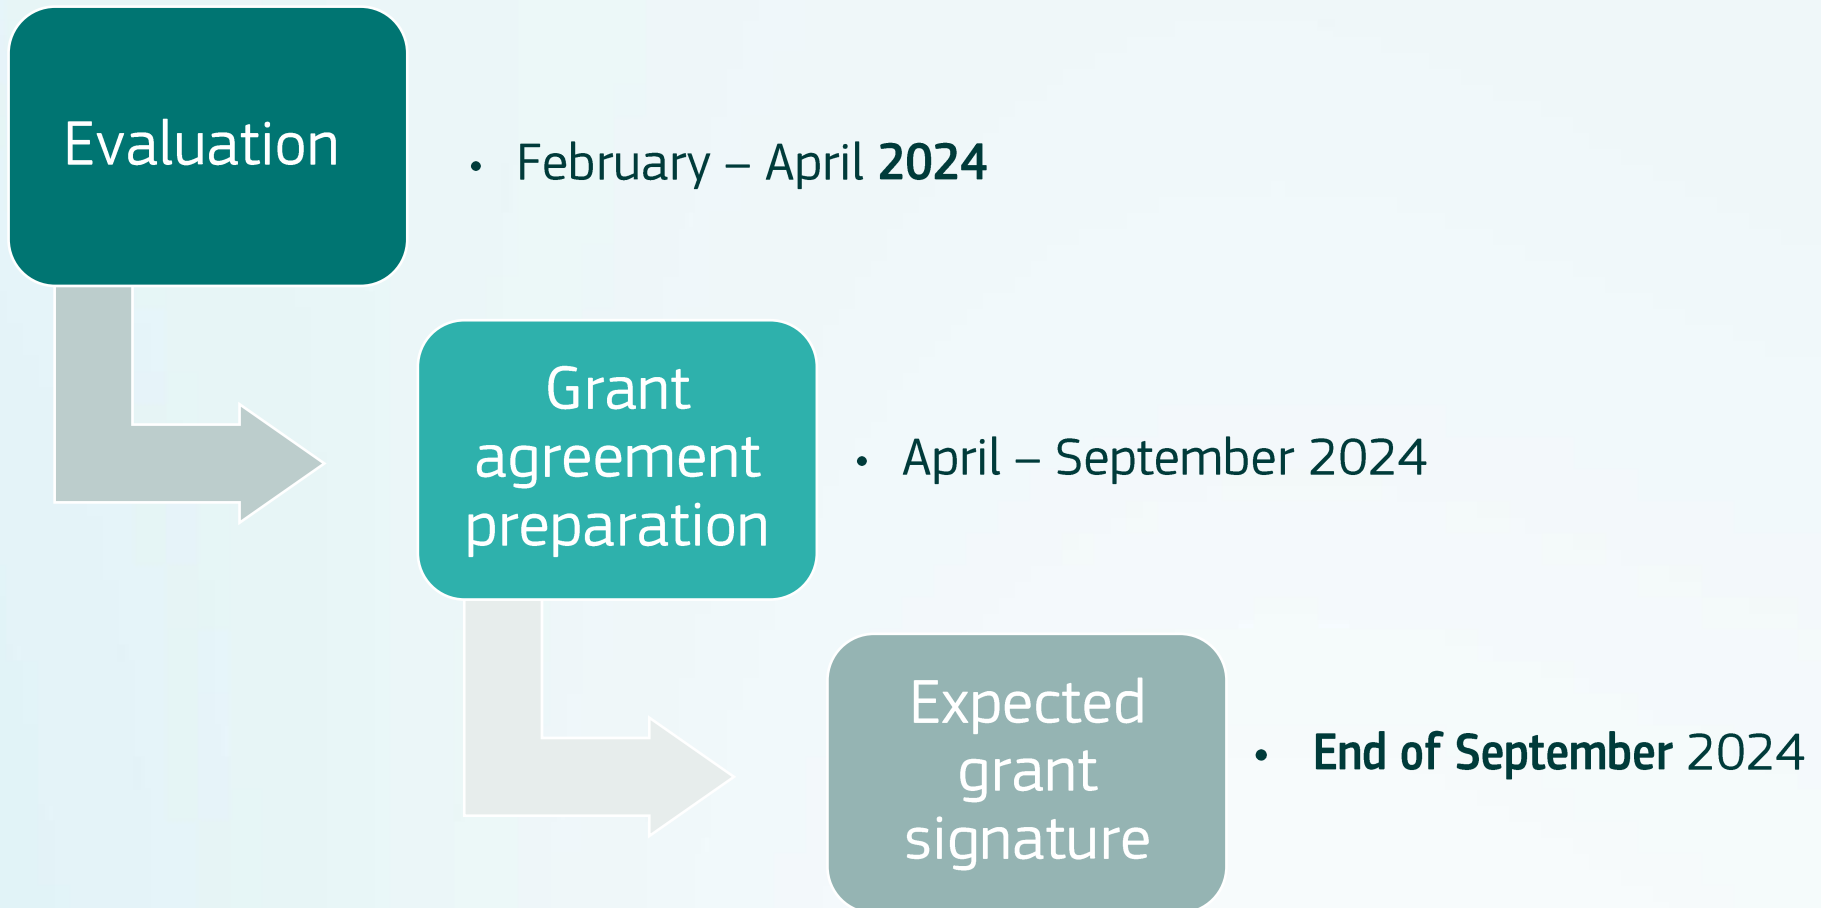 Evaluation
• February – April 2024
Grant
agreement
preparation
• April – September 2024
Expected
grant
signature
• End of September 2024